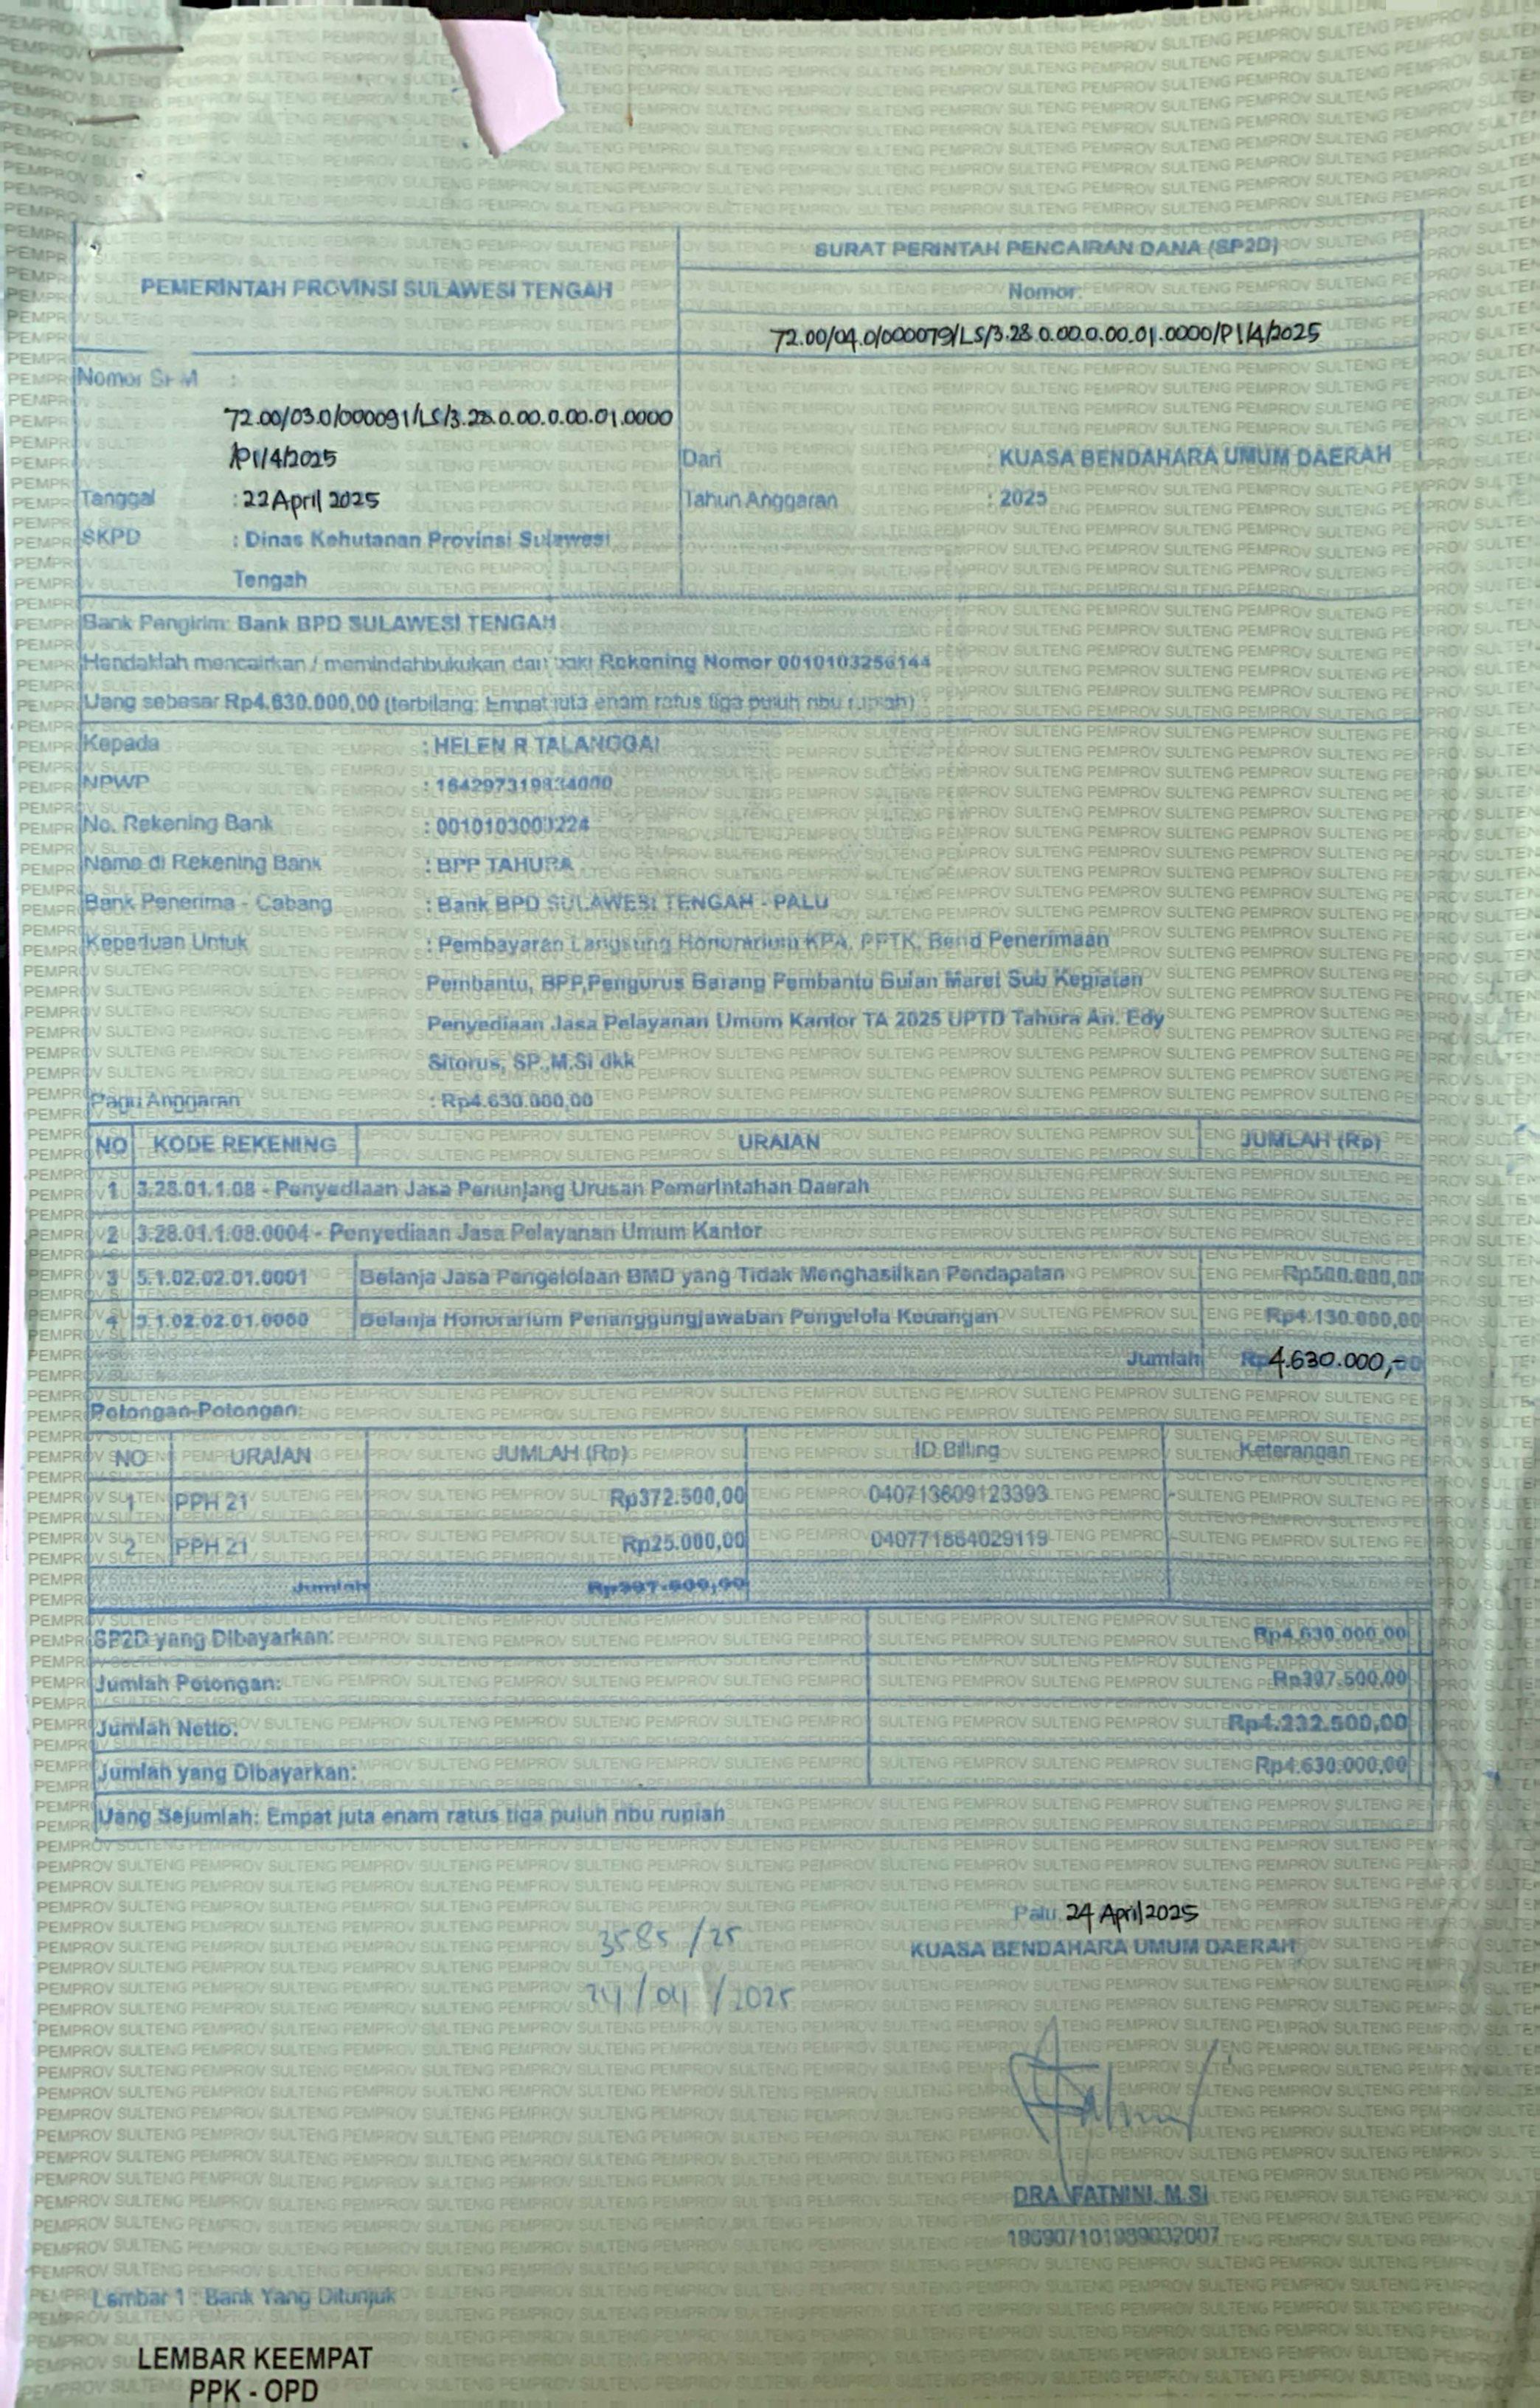 SURAT PERINTAH PENCAIRAN DANA (SP2D)
PEMERINTAH PROVINSI SULAWESI TENGAH
Nomor:
72.00/04.0/000079/LS/3.28.0.00.0.00.01.0000/P1/4/2025
Nomor SPM :
72.00/03.0/000091/LS/3.28.0.00.0.00.01.0000
/P1/4/2025
Dari : KUASA BENDAHARA UMUM DAERAH
Tanggal : 22 April 2025
Tahun Anggaran : 2025
SKPD : Dinas Kehutanan Provinsi Sulawesi
Tengah
Bank Pengirim: Bank BPD SULAWESI TENGAH
Hendaklah mencairkan / memindahbukukan dari baki Rekening Nomor 0010103256144
Uang sebesar Rp4.630.000,00 (terbilang: Empat juta enam ratus tiga puluh ribu rupiah)
Kepada : HELEN R TALANGGAI
NPWP : 164297319834000
No. Rekening Bank :
Nama di Rekening Bank : BPP TAHURA
Bank Penerima - Cabang : Bank BPD SULAWESI TENGAH - PALU
Keperluan Untuk : Pembayaran Langsung Honorarium KPA, PPTK, Bend Penerimaan
Pembantu, BPP,Pengurus Barang Pembantu Bulan Maret Sub Kegiatan
Penyediaan Jasa Pelayanan Umum Kantor TA 2025 UPTD Tahura An. Edy
Sitorus, SP.,M.Si dkk
Pagu Anggaran : Rp4.630.000,00
NO KODE REKENING URAIAN JUMLAH (Rp)
1 3.28.01.1.08 - Penyediaan Jasa Penunjang Urusan Pemerintahan Daerah
2 3.28.01.1.08.0004 - Penyediaan Jasa Pelayanan Umum Kantor
3 5.1.02.02.01.0001 Belanja Jasa Pengelolaan BMD yang Tidak Menghasilkan Pendapatan Rp500.000,00
4 Belanja Honorarium Penanggungjawaban Pengelola Keuangan Rp4.130.000,00
Jumlah Rp4.630.000,-
Potongan-Potongan:
NO URAIAN JUMLAH (Rp) ID Billing Keterangan
1 PPH 21 Rp372.500,00 040713609123393 -
2 PPH 21 Rp25.000,00 040771664029119 -
Jumlah Rp397.500,00
SP2D yang Dibayarkan: Rp4.630.000,00
Jumlah Potongan: Rp397.500,00
Jumlah Netto: Rp4.232.500,00
Jumlah yang Dibayarkan: Rp4.630.000,00
Uang Sejumlah: Empat juta enam ratus tiga puluh ribu rupiah
Palu, 24 April 2025
3585 /25
KUASA BENDAHARA UMUM DAERAH
24/04/2025
DRA. FATNINI, M.SI
196907101989032007
Lembar 1 : Bank Yang Ditunjuk
LEMBAR KEEMPAT
PPK - OPD